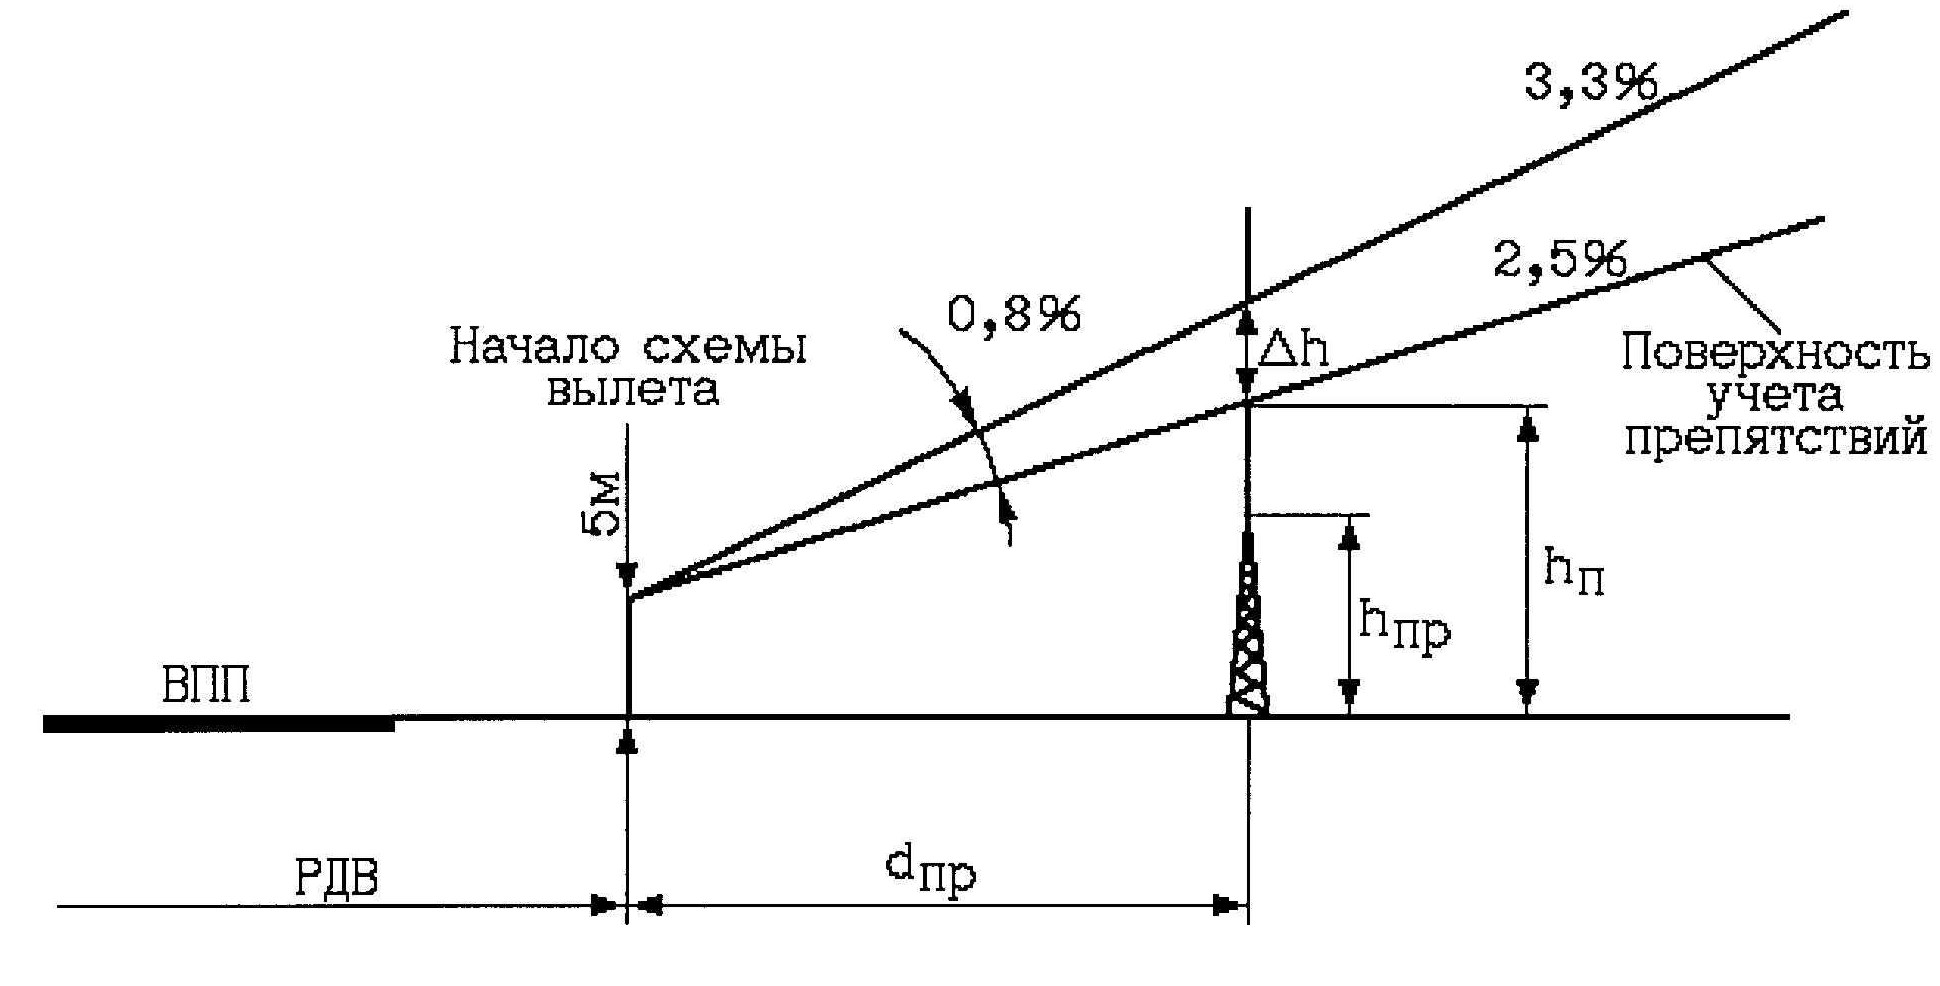 3,3%
2,5%
0,8%
Начало схемы
вылета
Δh
Поверхность
учета
препятствий
5м
hп
hпр
ВПП
РДВ
dпр